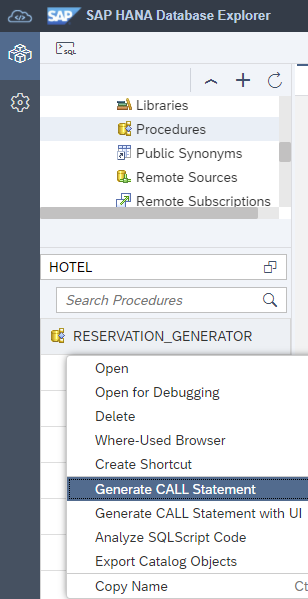 SAP SAP HANA Database Explorer
SQL
Libraries
Procedures
Public Synonyms
Remote Sources
Remote Subscriptions
HOTEL
Search Procedures
RESERVATION_GENERATOR
Open
Open for Debugging
Delete
Where-Used Browser
Create Shortcut
Generate CALL Statement
Generate CALL Statement with UI
Analyze SQLScript Code
Export Catalog Objects
Copy Name Ct